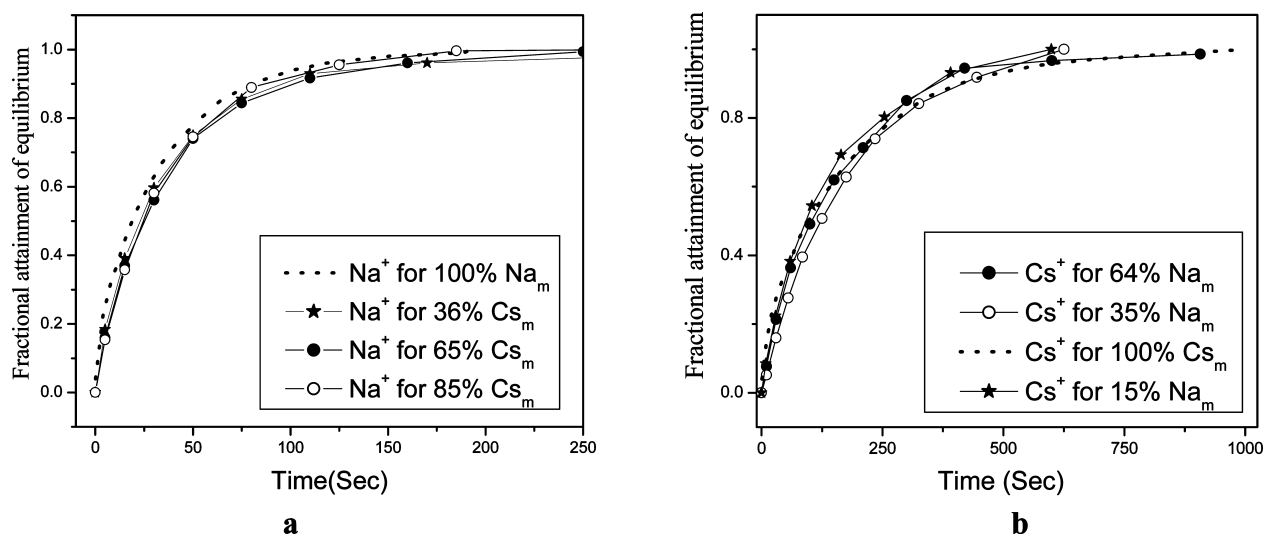 Fractional attainment of equilibrium
1.0
0.8
0.6
0.4
0.2
0.0
0
50
100
150
200
250
Time(Sec)
Na⁺ for 100% Naₘ
Na⁺ for 36% Csₘ
Na⁺ for 65% Csₘ
Na⁺ for 85% Csₘ
a
Fractional attainment of equilibrium
0.8
0.4
0.0
0
250
500
750
1000
Time (Sec)
Cs⁺ for 64% Naₘ
Cs⁺ for 35% Naₘ
Cs⁺ for 100% Csₘ
Cs⁺ for 15% Naₘ
b